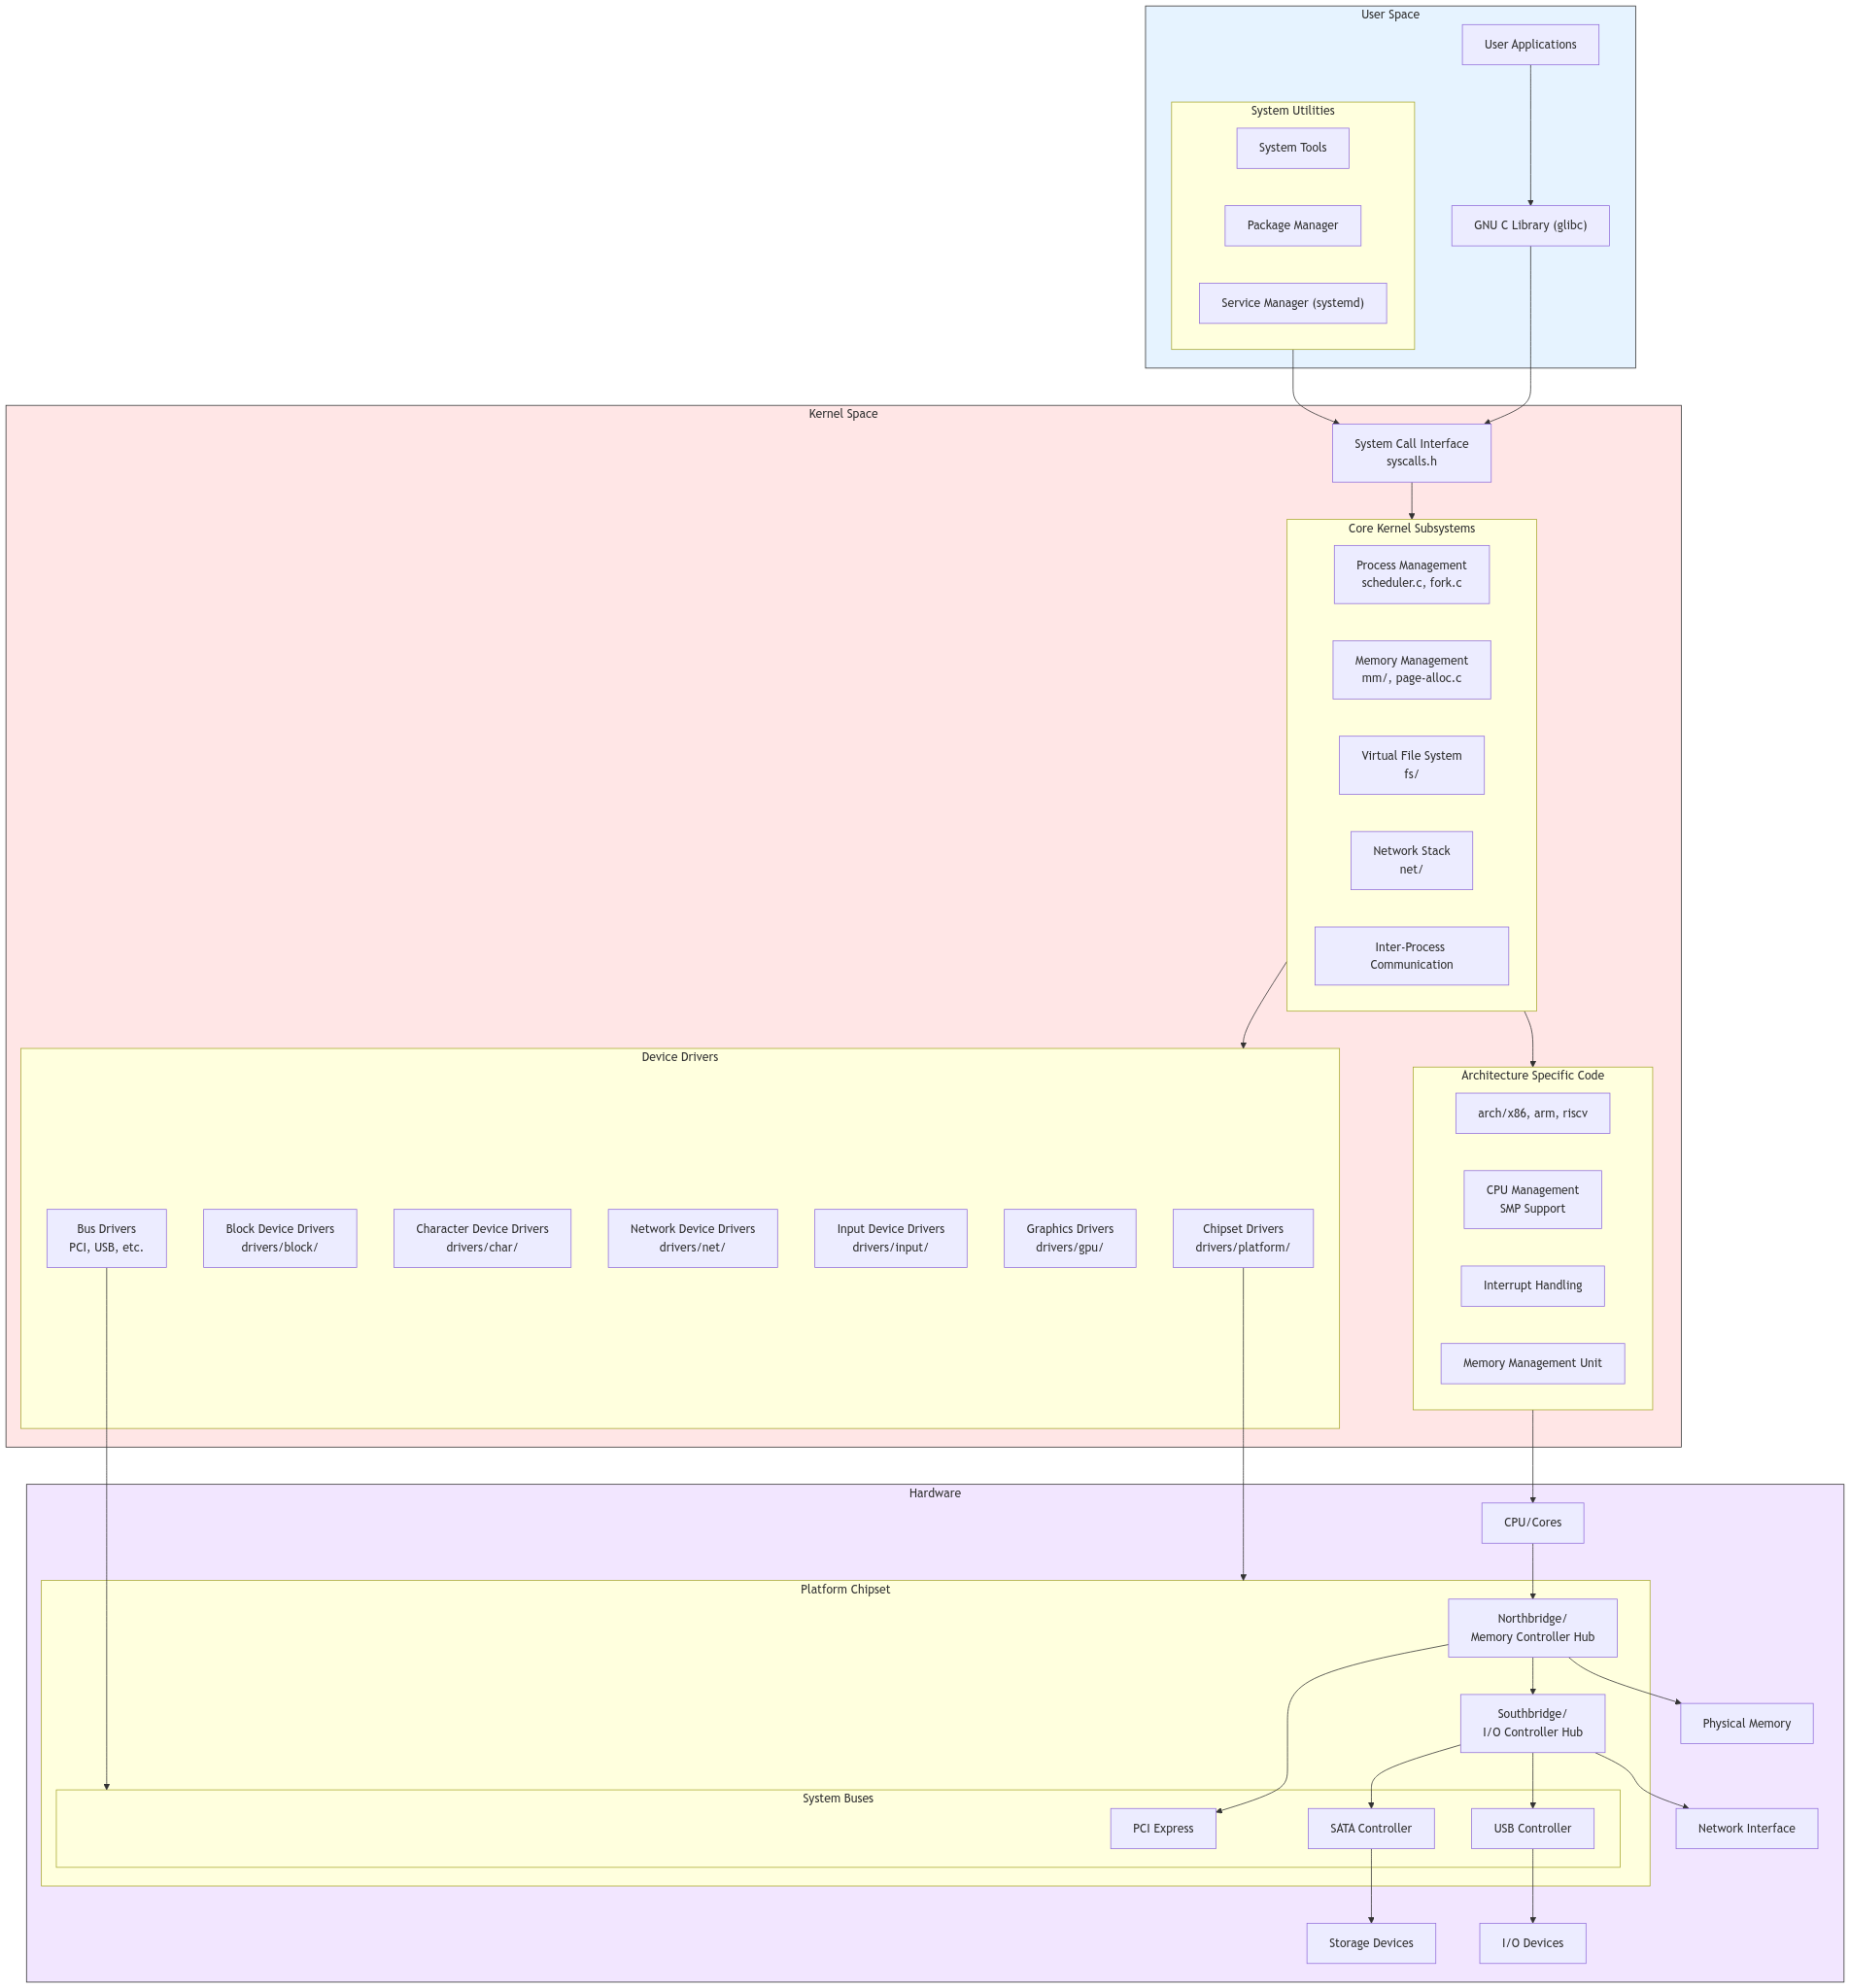 User Space
User Applications
System Utilities
System Tools
Package Manager
GNU C Library (glibc)
Service Manager (systemd)
Kernel Space
System Call Interface
syscalls.h
Core Kernel Subsystems
Process Management
scheduler.c, fork.c
Memory Management
mm/, page-alloc.c
Virtual File System
fs/
Network Stack
net/
Inter-Process
Communication
Device Drivers
Bus Drivers
PCI, USB, etc.
Block Device Drivers
drivers/block/
Character Device Drivers
drivers/char/
Network Device Drivers
drivers/net/
Input Device Drivers
drivers/input/
Graphics Drivers
drivers/gpu/
Chipset Drivers
drivers/platform/
Architecture Specific Code
arch/x86, arm, riscv
CPU Management
SMP Support
Interrupt Handling
Memory Management Unit
Hardware
CPU/Cores
Platform Chipset
Northbridge/
Memory Controller Hub
Southbridge/
I/O Controller Hub
Physical Memory
System Buses
PCI Express
SATA Controller
USB Controller
Network Interface
Storage Devices
I/O Devices